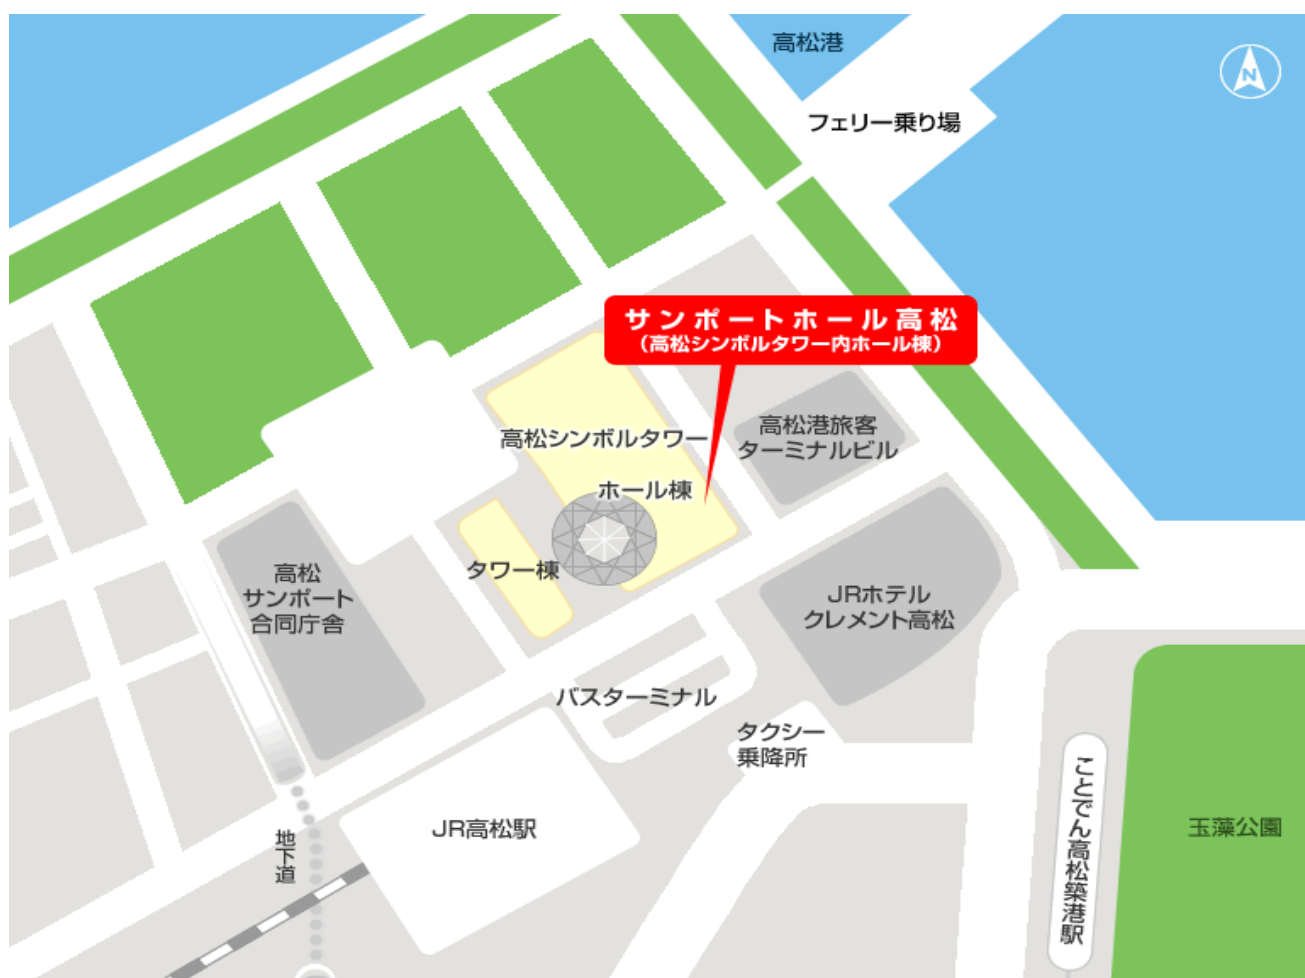 高松港
N
フェリー乗り場
サンポートホール高松
（高松シンボルタワー内ホール棟）
高松シンボルタワー
高松港旅客
ターミナルビル
ホール棟
タワー棟
高松
サンポート
合同庁舎
JRホテル
クレメント高松
バスターミナル
タクシー
乗降所
JR高松駅
地下道
ことでん高松築港駅
玉藻公園